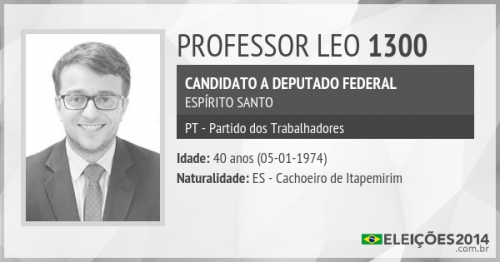 PROFESSOR LEO 1300
CANDIDATO A DEPUTADO FEDERAL
ESPÍRITO SANTO
PT - Partido dos Trabalhadores
Idade: 40 anos (05-01-1974)
Naturalidade: ES - Cachoeiro de Itapemirim
ELEIÇÕES2014
.com.br